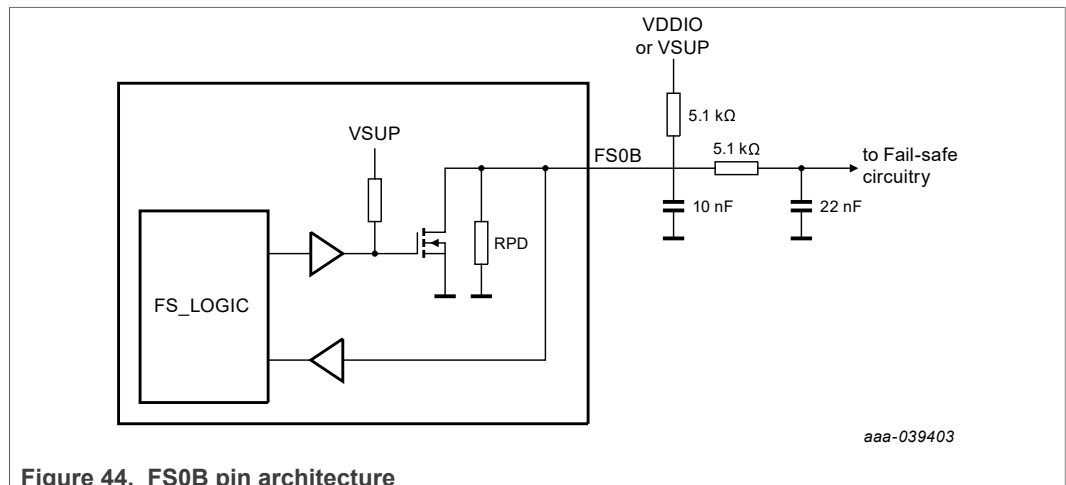 VDDIO
or VSUP
5.1 kΩ
VSUP
5.1 kΩ
FS0B
to Fail-safe
circuitry
10 nF
22 nF
RPD
FS_LOGIC
aaa-039403
Figure 44. FS0B pin architecture